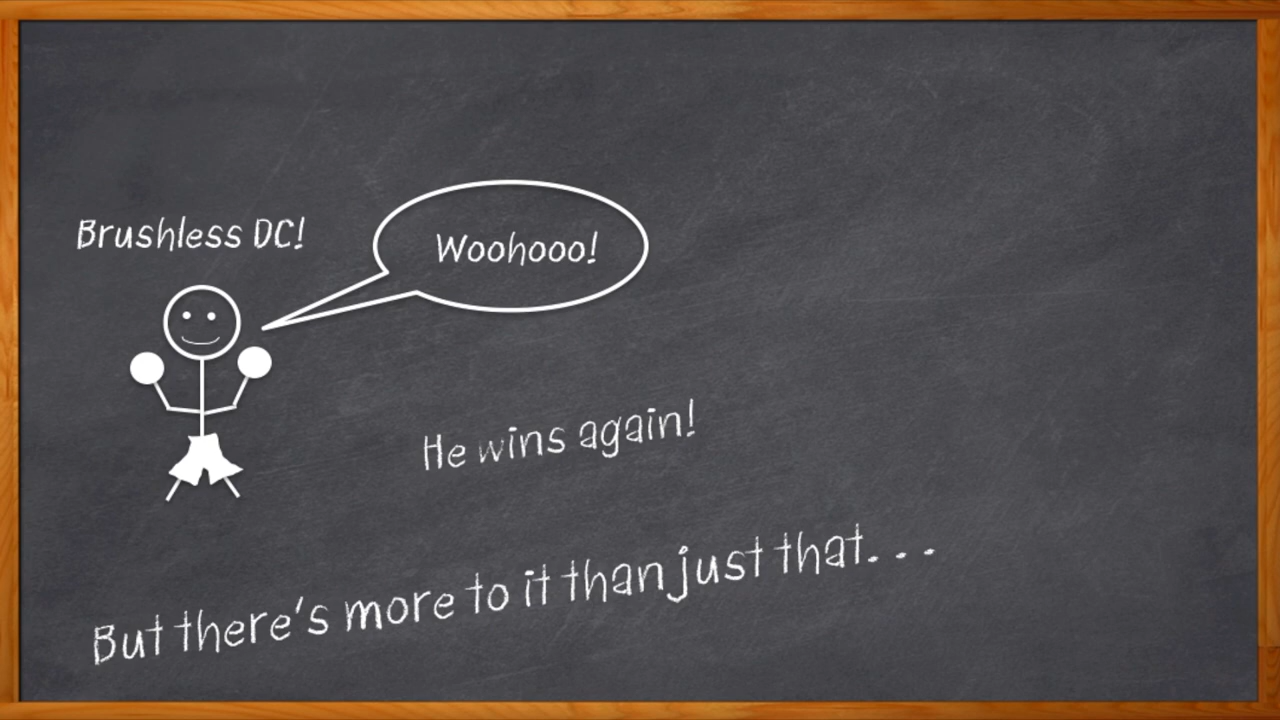 Brushless DC!
Woohooo!
He wins again!
But there's more to it than just that. . .